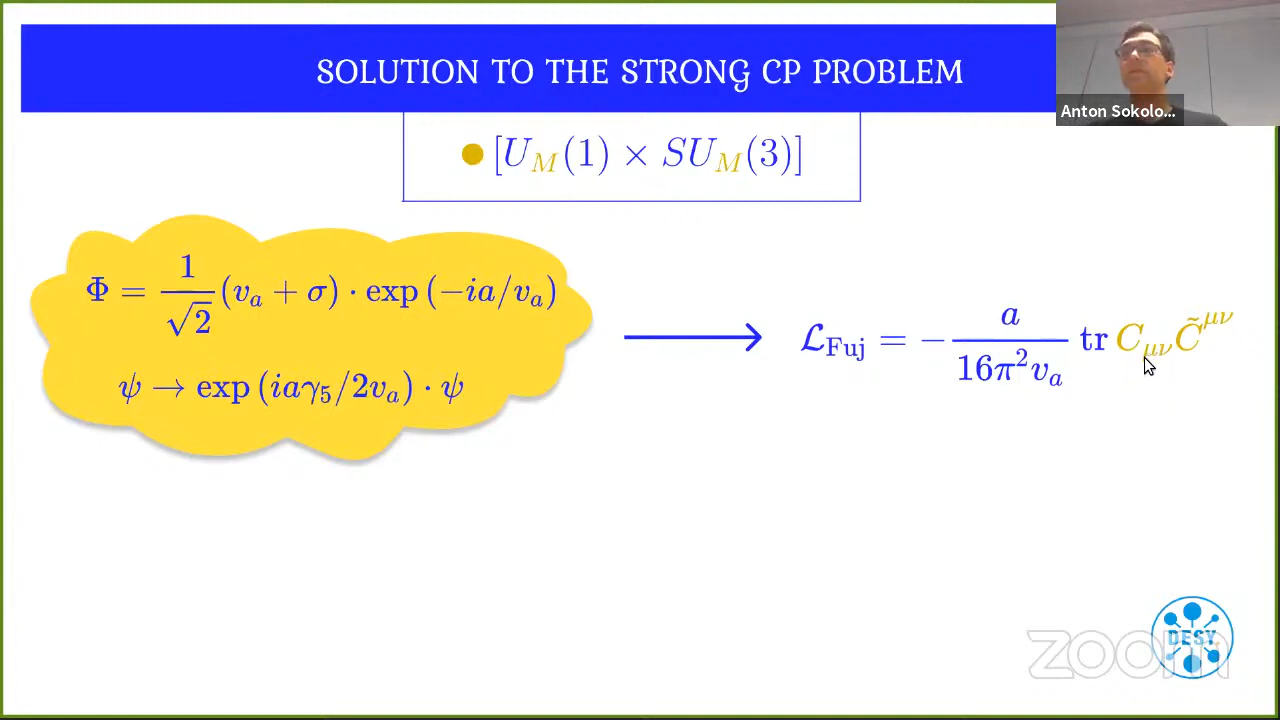 SOLUTION TO THE STRONG CP PROBLEM
Anton Sokolo...
[U_M(1) × SU_M(3)]
Φ = 1/√2 (v_a + σ) · exp (−ia/v_a)
ψ → exp (iaγ_5/2v_a) · ψ
ℒ_Fuj = − a/(16π²v_a) tr C_μν C̃^μν
DESY
zoom